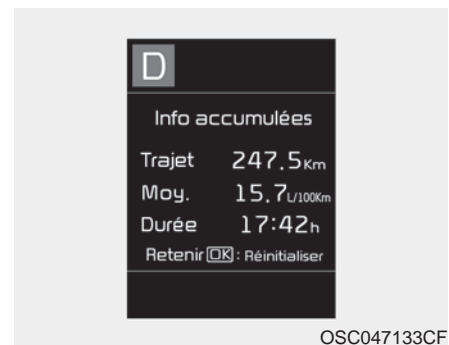 D
Info accumulées
Trajet 247.5Km
Moy. 15.7L/100Km
Durée 17:42h
Retenir OK : Réinitialiser
OSC047133CF